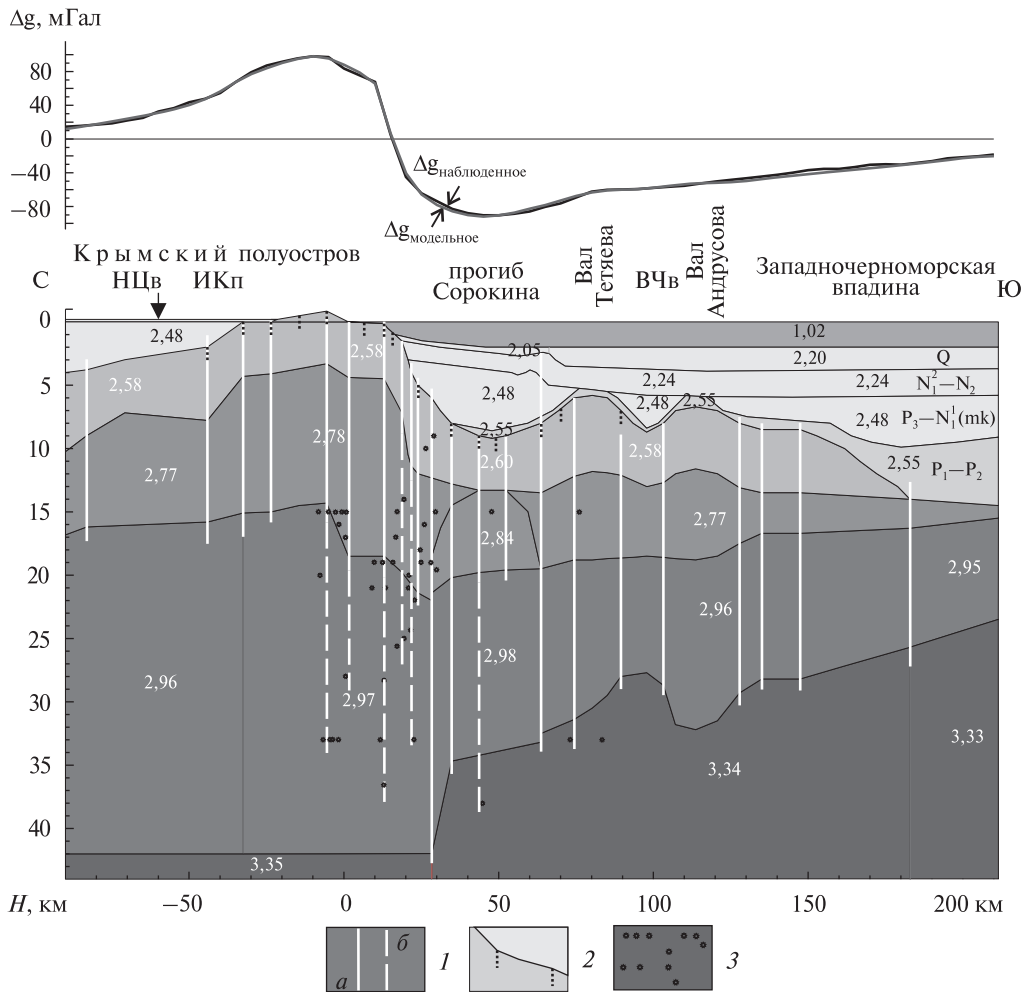 Δg, мГал
80
40
0
−40
−80
Δg наблюденное
Δg модельное
Крымский полуостров
С НЦв ИКп
прогиб
Сорокина
Вал
Тетяева
ВЧв
Вал
Андрусова
Западночерноморская
впадина
Ю
0
5
10
15
20
25
30
35
40
2,48
2,58
1,02
2,05
2,20
Q
2,58
2,48
2,24
2,24
N₁²−N₂
2,48
2,55
2,48
P₃−N₁¹(mk)
2,78
2,55
2,60
2,58
2,55
P₁−P₂
2,77
2,84
2,77
2,95
2,96
2,96
2,97
2,98
3,34
3,33
3,35
H, км −50 0 50 100 150 200 км
а б 1 2 3